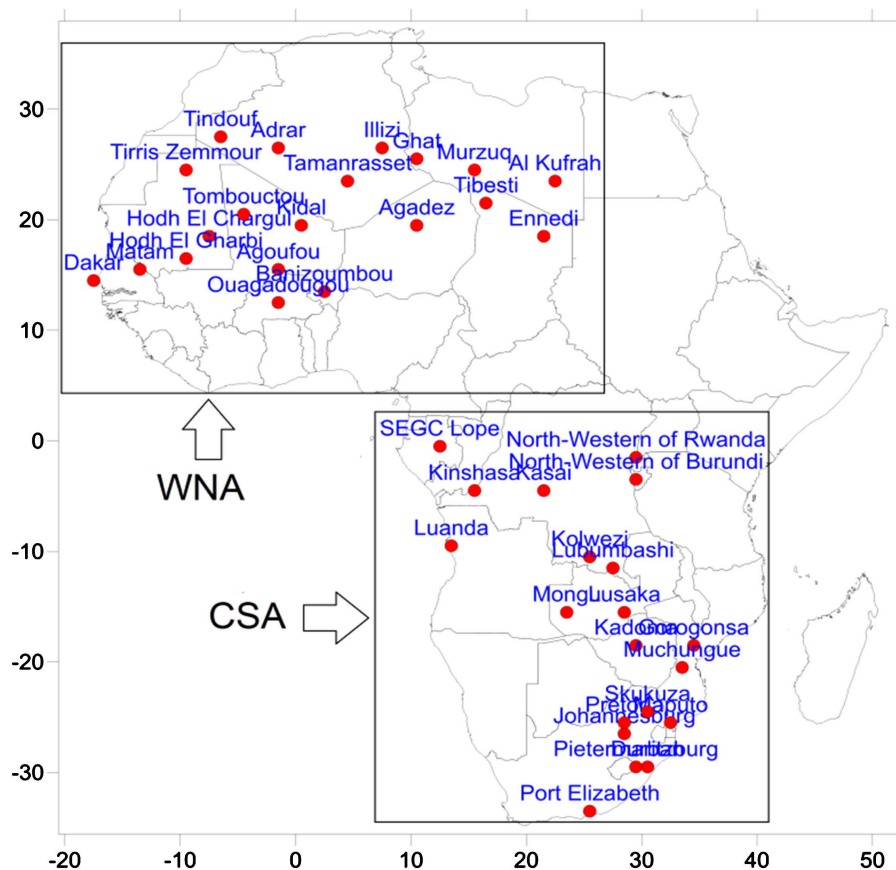 30
Tindouf
Adrar
Illizi
Ghat
Tirris Zemmour
Tamanrasset
Murzuq
Al Kufrah
Tibesti
20
Tombouctou
Kidal
Hodh El Chargui
Agadez
Ennedi
Hodh El Gharbi
Matam
Agoufou
Dakar
Banizoumbou
Ouagadougou
10
0
WNA
SEGC Lope
North-Western of Rwanda
North-Western of Burundi
Kinshasa
Kasai
Luanda
-10
Kolwezi
Lubumbashi
CSA
Mongu
Lusaka
Kadoma
Gorogonsa
Muchungue
-20
Skukuza
Pretoria
Maputo
Johannesburg
Pietermaritzburg
Durban
-30
Port Elizabeth
-20
-10
0
10
20
30
40
50